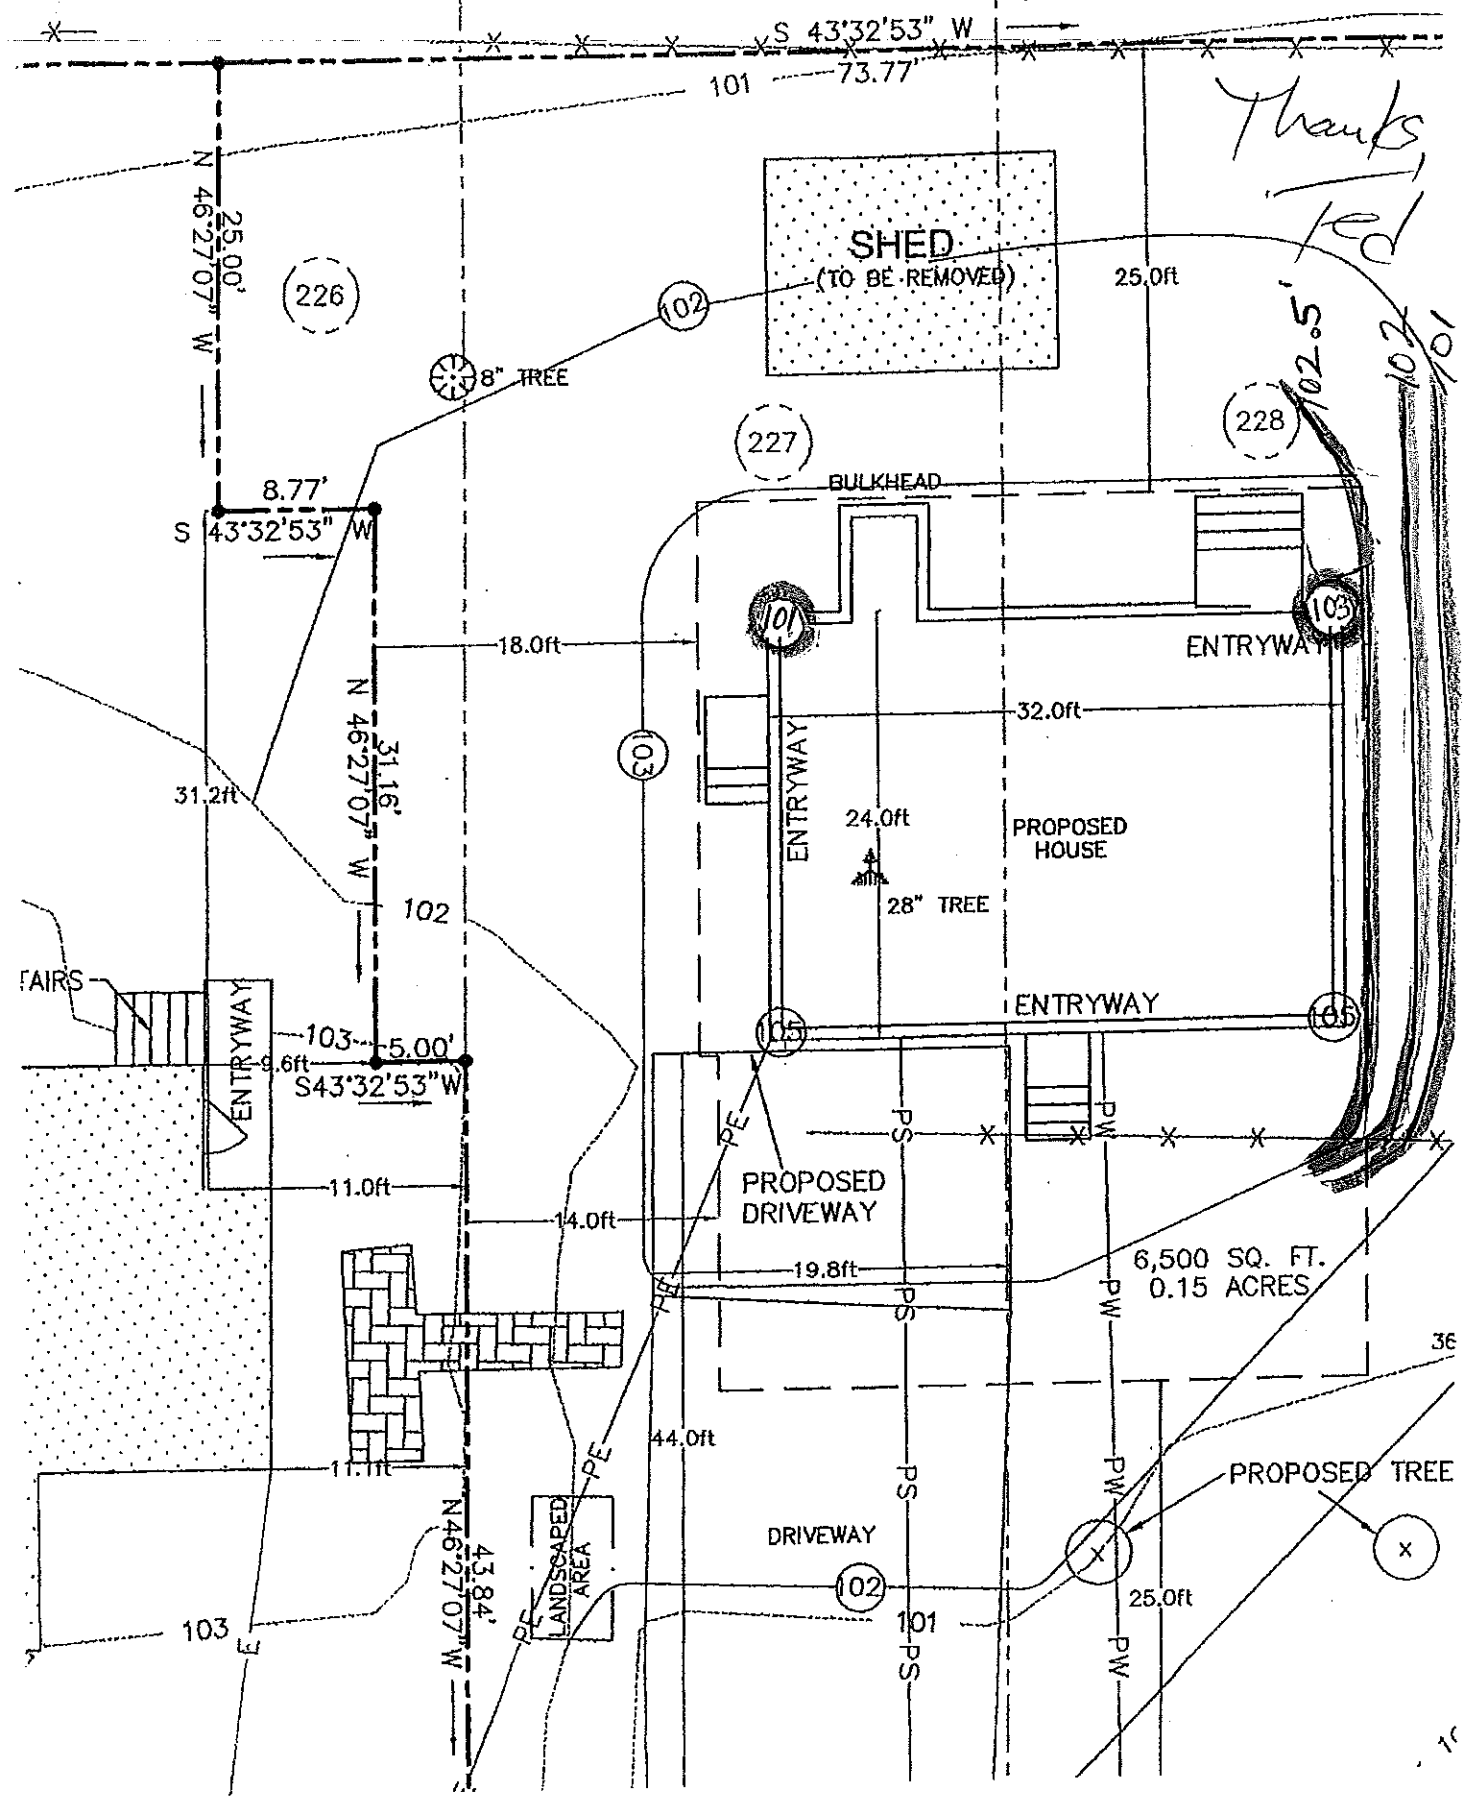 S 43°32'53" W
73.77'
101
Thanks
Ted
N 46°27'07" W
25.00'
226
102
SHED
(TO BE REMOVED)
25.0ft
102.5'
102
101
8" TREE
227
228
8.77'
S 43°32'53" W
BULKHEAD
101
103
ENTRYWAY
18.0ft
32.0ft
N 46°27'07" W
31.16'
103
ENTRYWAY
31.2ft
24.0ft
PROPOSED
HOUSE
28" TREE
102
TAIRS
ENTRYWAY
ENTRYWAY
103
5.00'
9.6ft
S43°32'53"W
105
105
PE
PS
PW
X X X X X
PROPOSED
DRIVEWAY
11.0ft
14.0ft
19.8ft
6,500 SQ. FT.
0.15 ACRES
PE
PS
PW
36
44.0ft
11.1ft
PE
PS
PW
PROPOSED TREE
N46°27'07"W
43.84'
LANDSCAPED
AREA
DRIVEWAY
102
X
X
25.0ft
103
E
PE
101
PS
PW
10